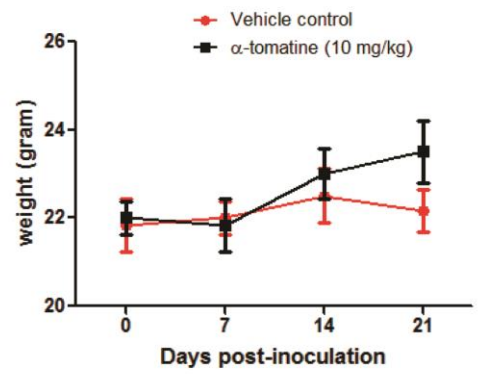 Vehicle control
α-tomatine (10 mg/kg)
26
24
22
20
weight (gram)
0 7 14 21
Days post-inoculation